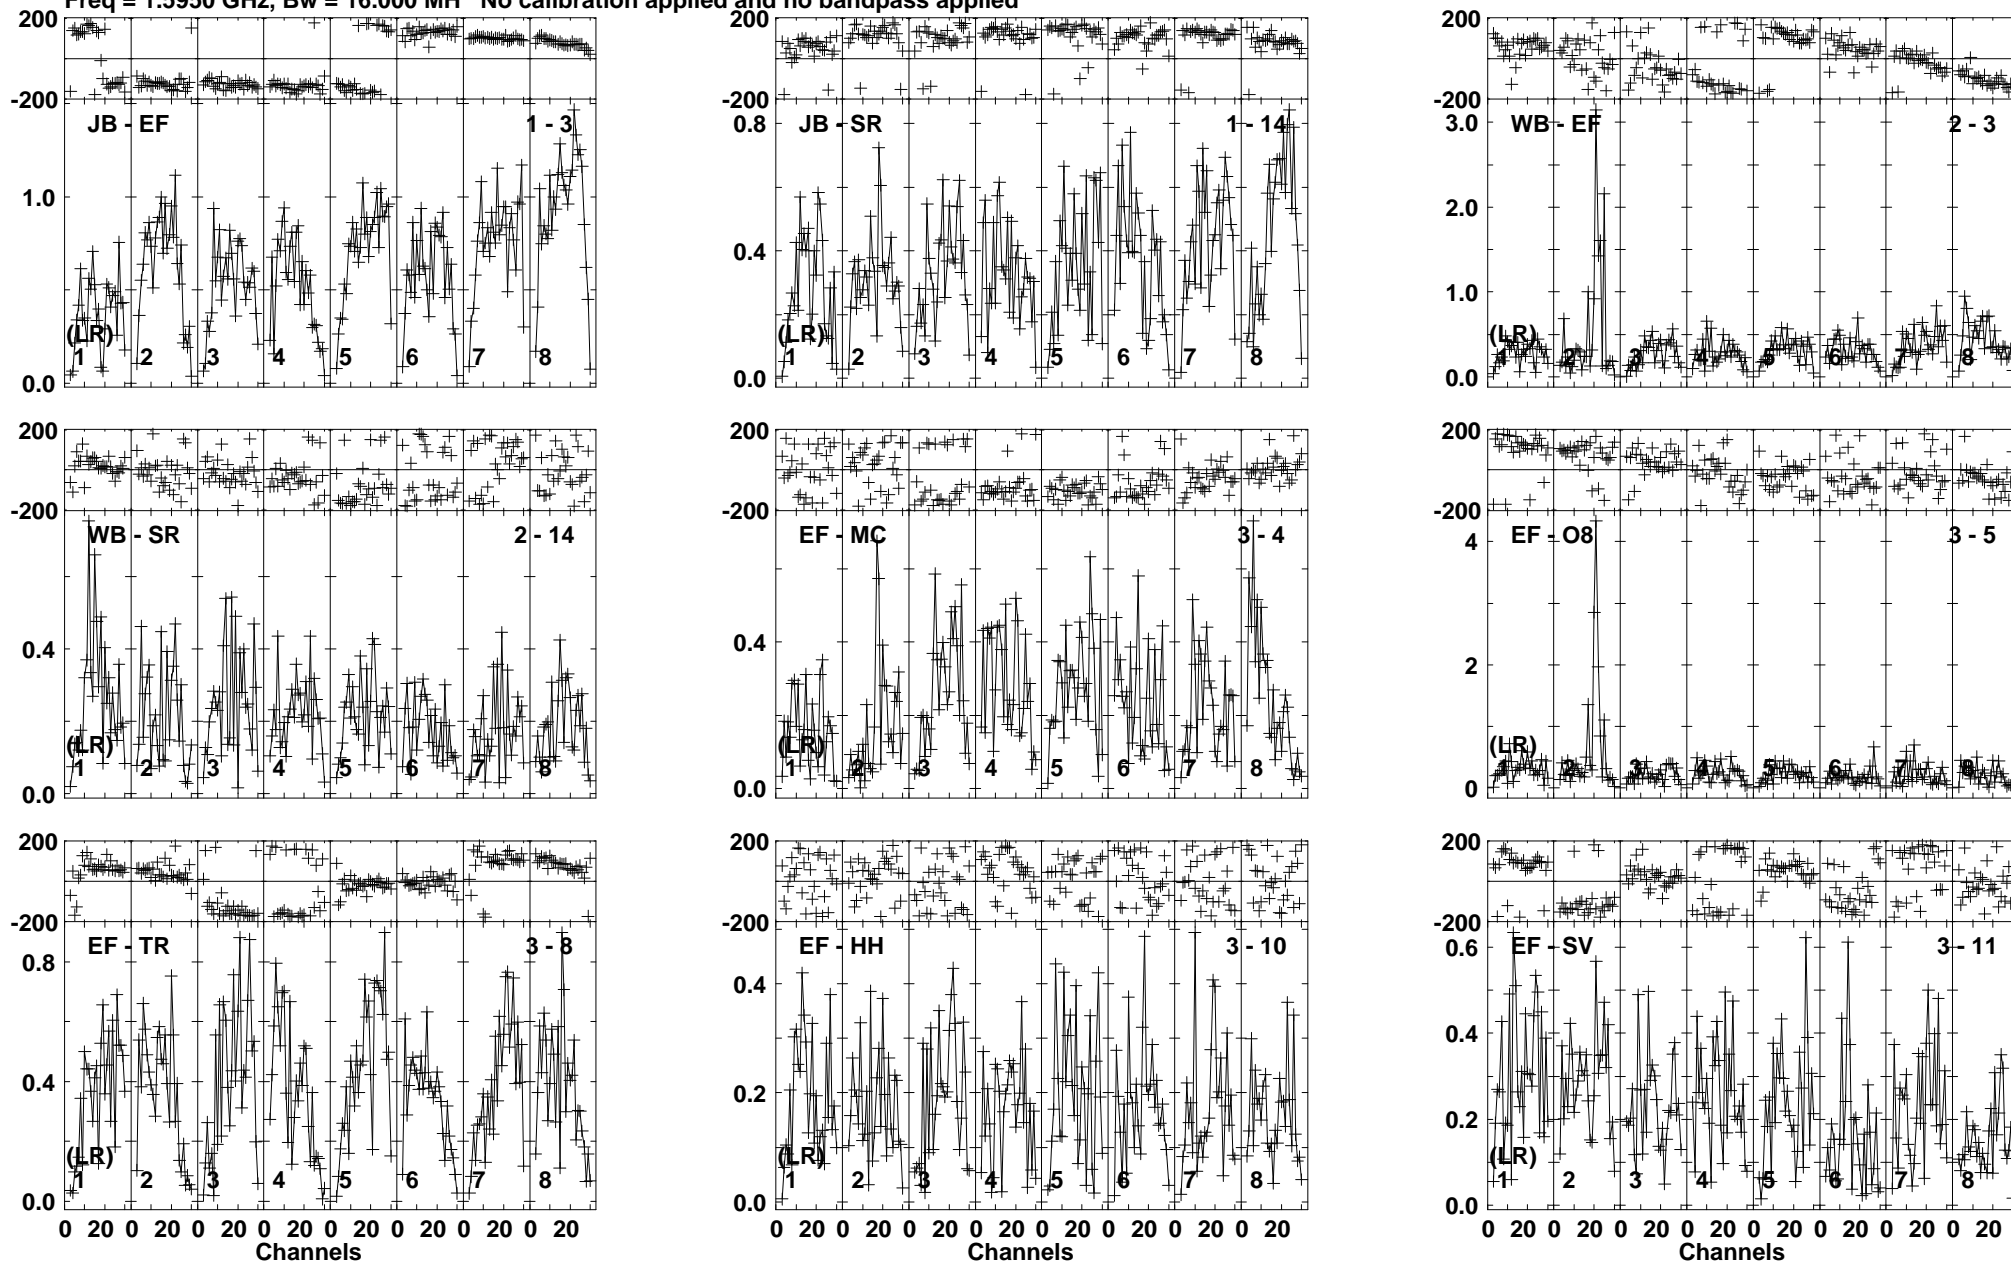 Freq = 1.5950 GHz, Bw = 16.000 MH No calibration applied and no bandpass applied
200 200 200
-200 -200 -200
JB - EF 1 - 3 JB - SR 1 - 14 WB - EF 2 - 3
1.0 0.8 3.0
0.4 2.0
1.0
(LR) (LR) (LR)
1 2 3 4 5 6 7 8 1 2 3 4 5 6 7 8 1 2 3 4 5 6 7 8
0.0 0.0 0.0
200 200 200
-200 -200 -200
WB - SR 2 - 14 EF - MC 3 - 4 EF - O8 3 - 5
0.4 0.4 4
2
(LR) (LR) (LR)
1 2 3 4 5 6 7 8 1 2 3 4 5 6 7 8 1 2 3 4 5 6 7 8
0.0 0.0 0
200 200 200
-200 -200 -200
EF - TR 3 - 8 EF - HH 3 - 10 EF - SV 3 - 11
0.8 0.4 0.6
0.4 0.2 0.4
0.2
(LR) (LR) (LR)
1 2 3 4 5 6 7 8 1 2 3 4 5 6 7 8 1 2 3 4 5 6 7 8
0.0 0.0 0.0
0 20 0 20 0 20 0 20 0 20 0 20 0 20 0 20 0 20 0 20 0 20 0 20 0 20 0 20 0 20 0 20 0 20 0 20 0 20 0 20 0 20 0 20 0 20 0 20
Channels Channels Channels